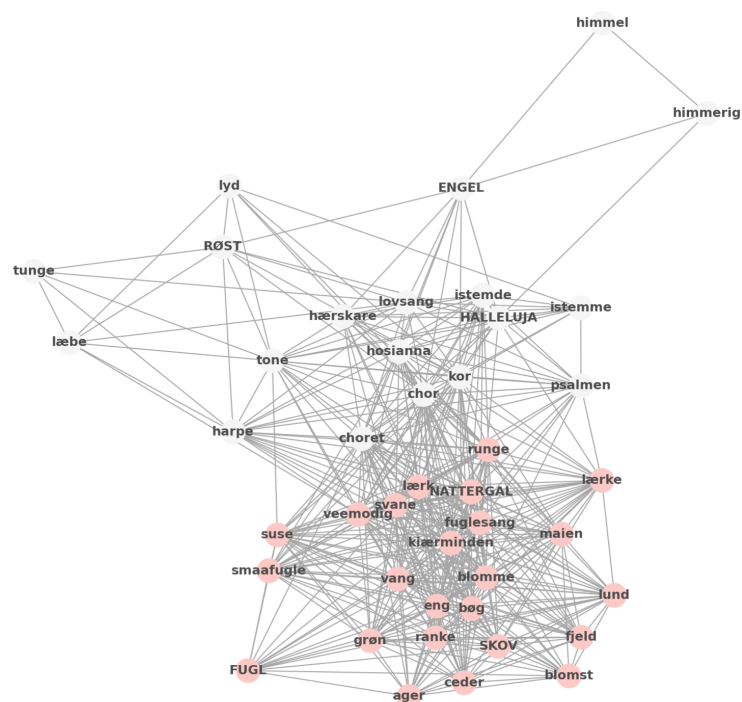 himmel
himmerig
lyd
ENGEL
RØST
tunge
lovsang
istemde
istemme
hærskare
HALLELUJA
læbe
hosianna
tone
kor
psalmen
chor
harpe
choret
runge
lærke
lærk
NATTERGAL
svane
veemodig
fuglesang
suse
maien
kiærminden
smaafugle
vang
blomme
lund
eng
bøg
grøn
ranke
fjeld
SKOV
FUGL
blomst
ceder
ager